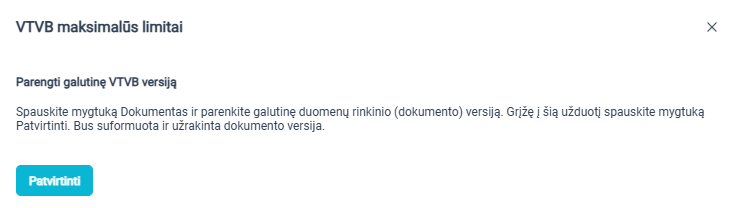 VTVB maksimalūs limitai
Parengti galutinę VTVB versiją
Spauskite mygtuką Dokumentas ir parenkite galutinę duomenų rinkinio (dokumento) versiją. Grįžę į šią užduotį spauskite mygtuką
Patvirtinti. Bus suformuota ir užrakinta dokumento versija.
Patvirtinti